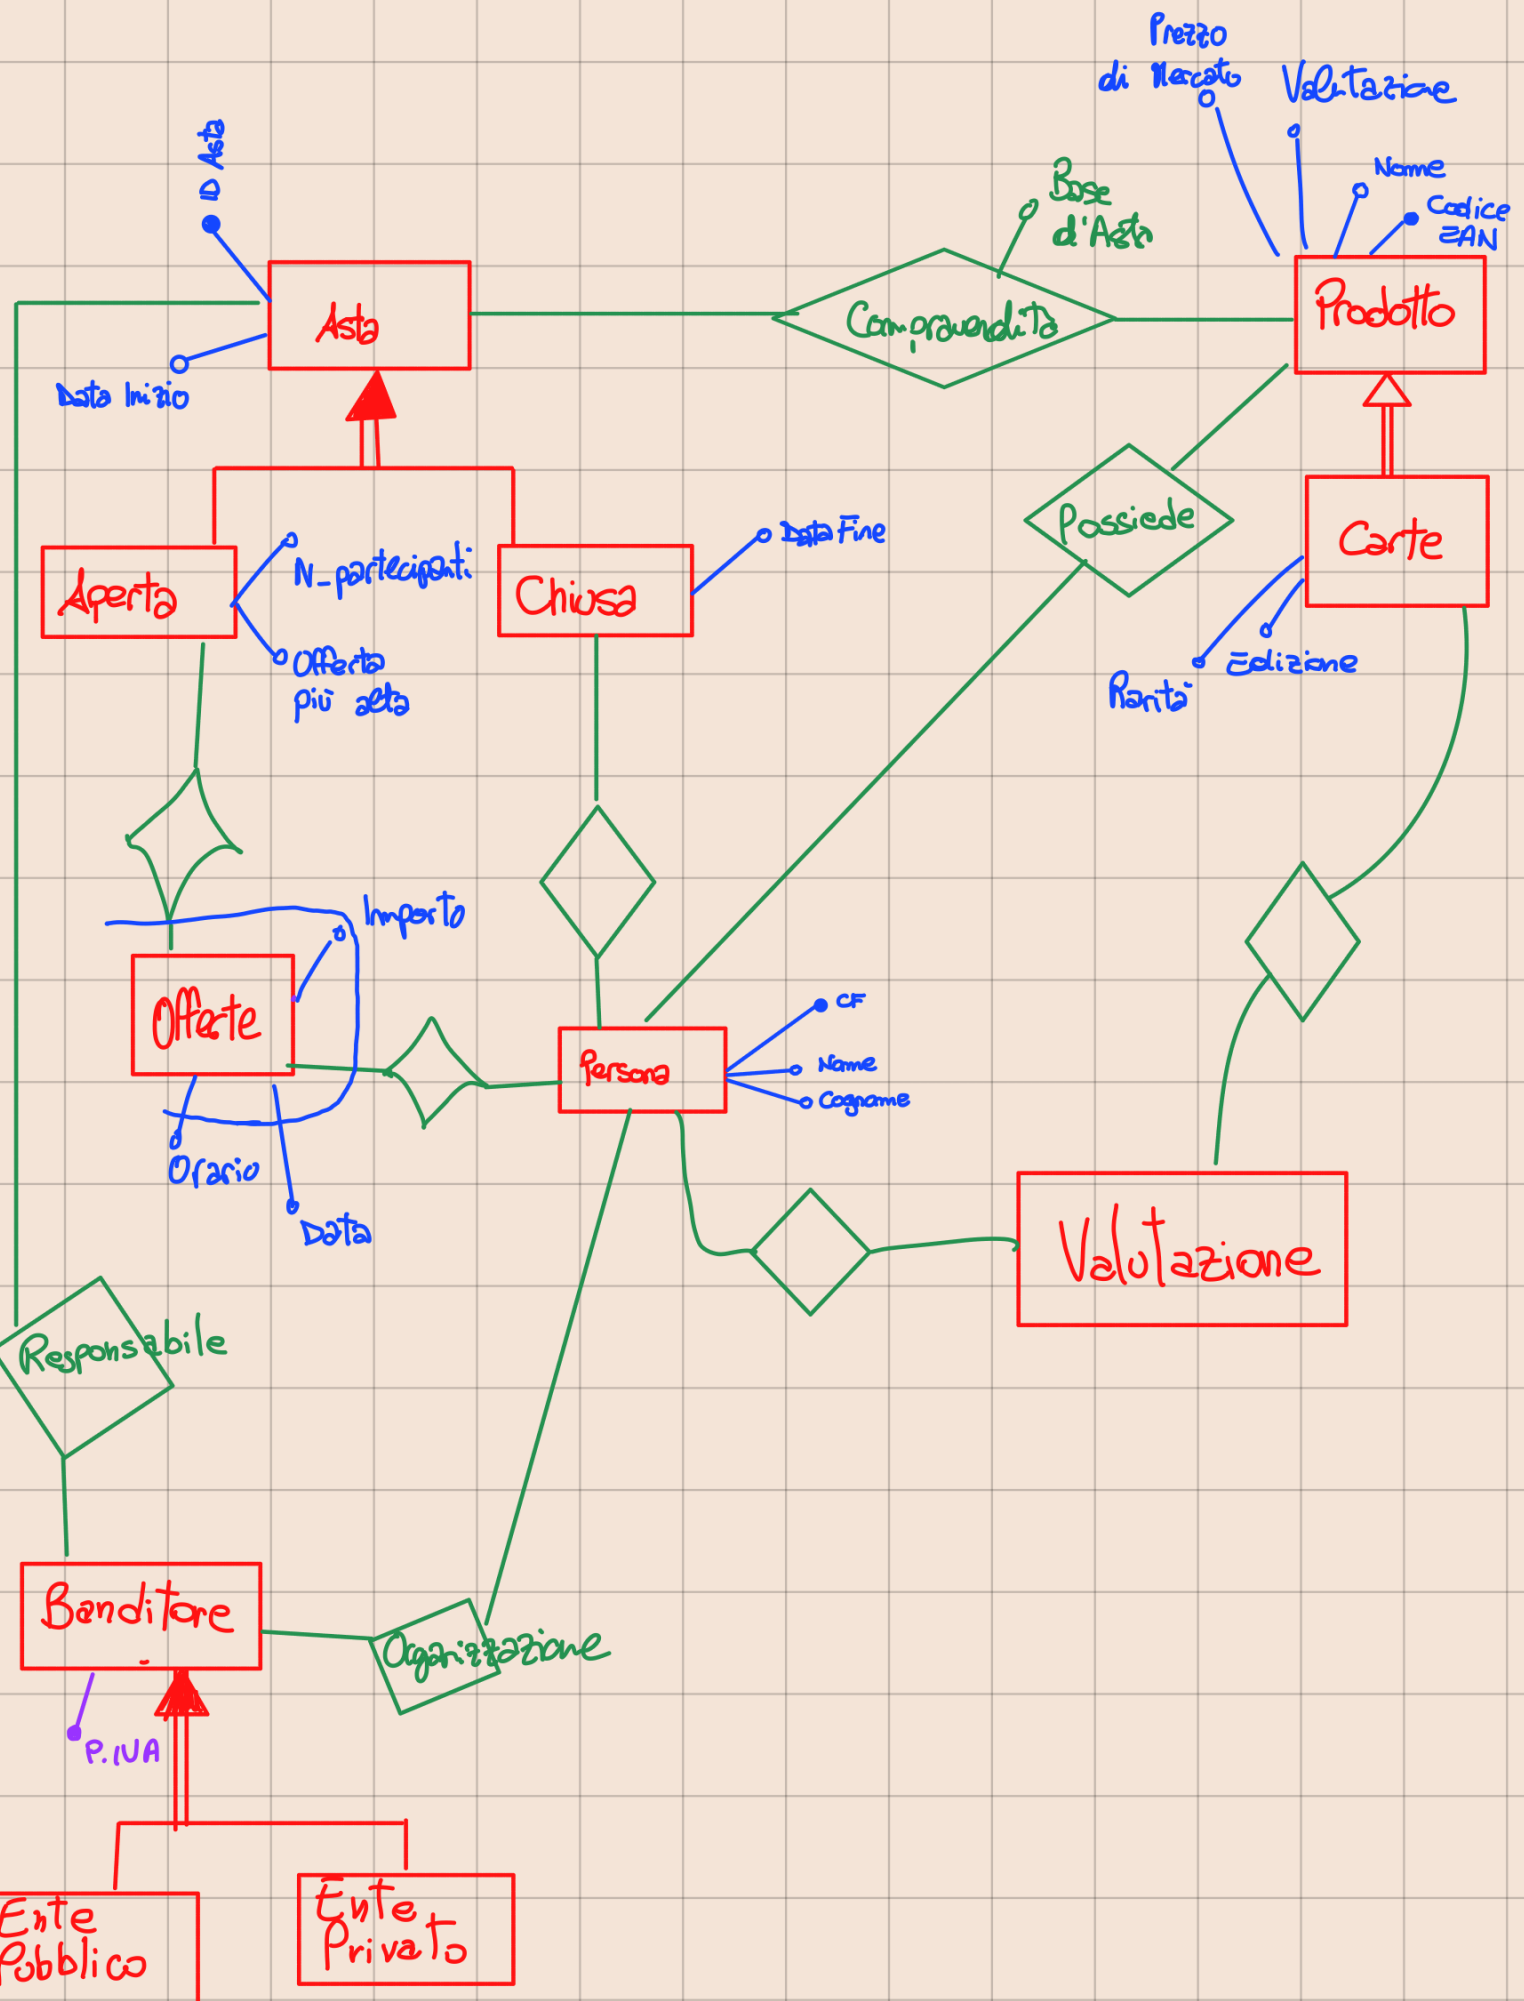 Prezzo
di Mercato
Valutazione
Nome
Codice
EAN
ID Asta
Base
d'Asta
Asta
Compravendita
Prodotto
Data Inizio
Possiede
Carte
Data Fine
N_partecipanti
Aperta
Chiusa
Offerta
più alta
Edizione
Rarità
Importo
Offerte
CF
Persona
Nome
Cognome
Orario
Data
Valutazione
Responsabile
Banditore
Organizzazione
P.IVA
Ente
Pubblico
Ente
Privato